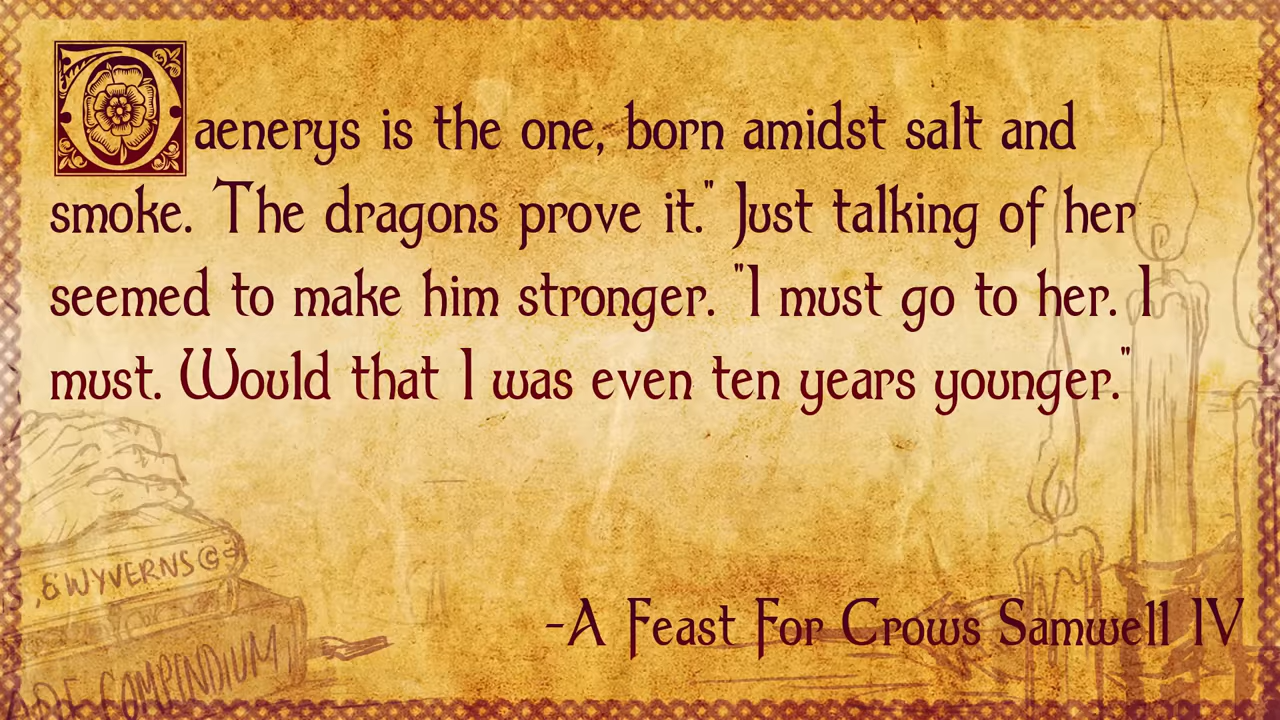 Daenerys is the one, born amidst salt and
smoke. The dragons prove it." Just talking of her
seemed to make him stronger. "I must go to her. I
must. Would that I was even ten years younger."
& WYVERNS
COMPENDIUM
-A Feast For Crows Samwell IV